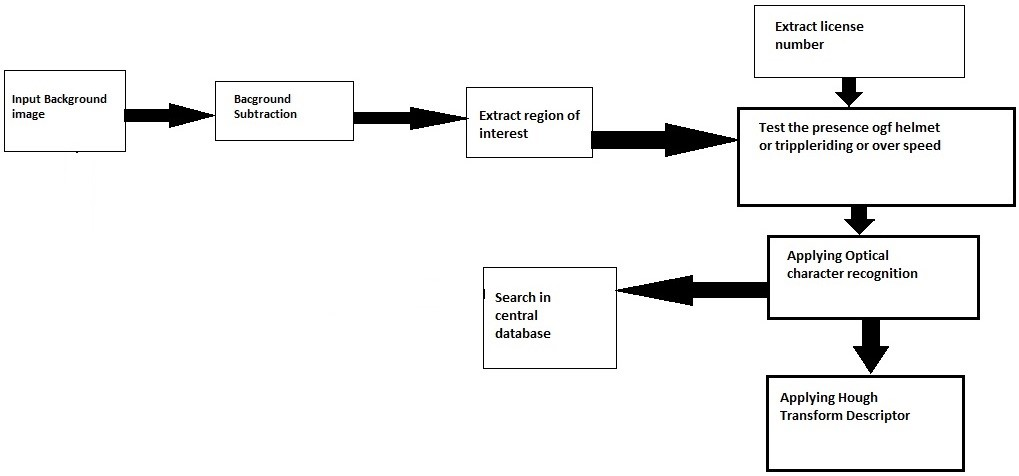 Input Background
image
Bacground
Subtraction
Extract region of
interest
Extract license
number
Test the presence ogf helmet
or trippleriding or over speed
Applying Optical
character recognition
Search in
central
database
Applying Hough
Transform Descriptor